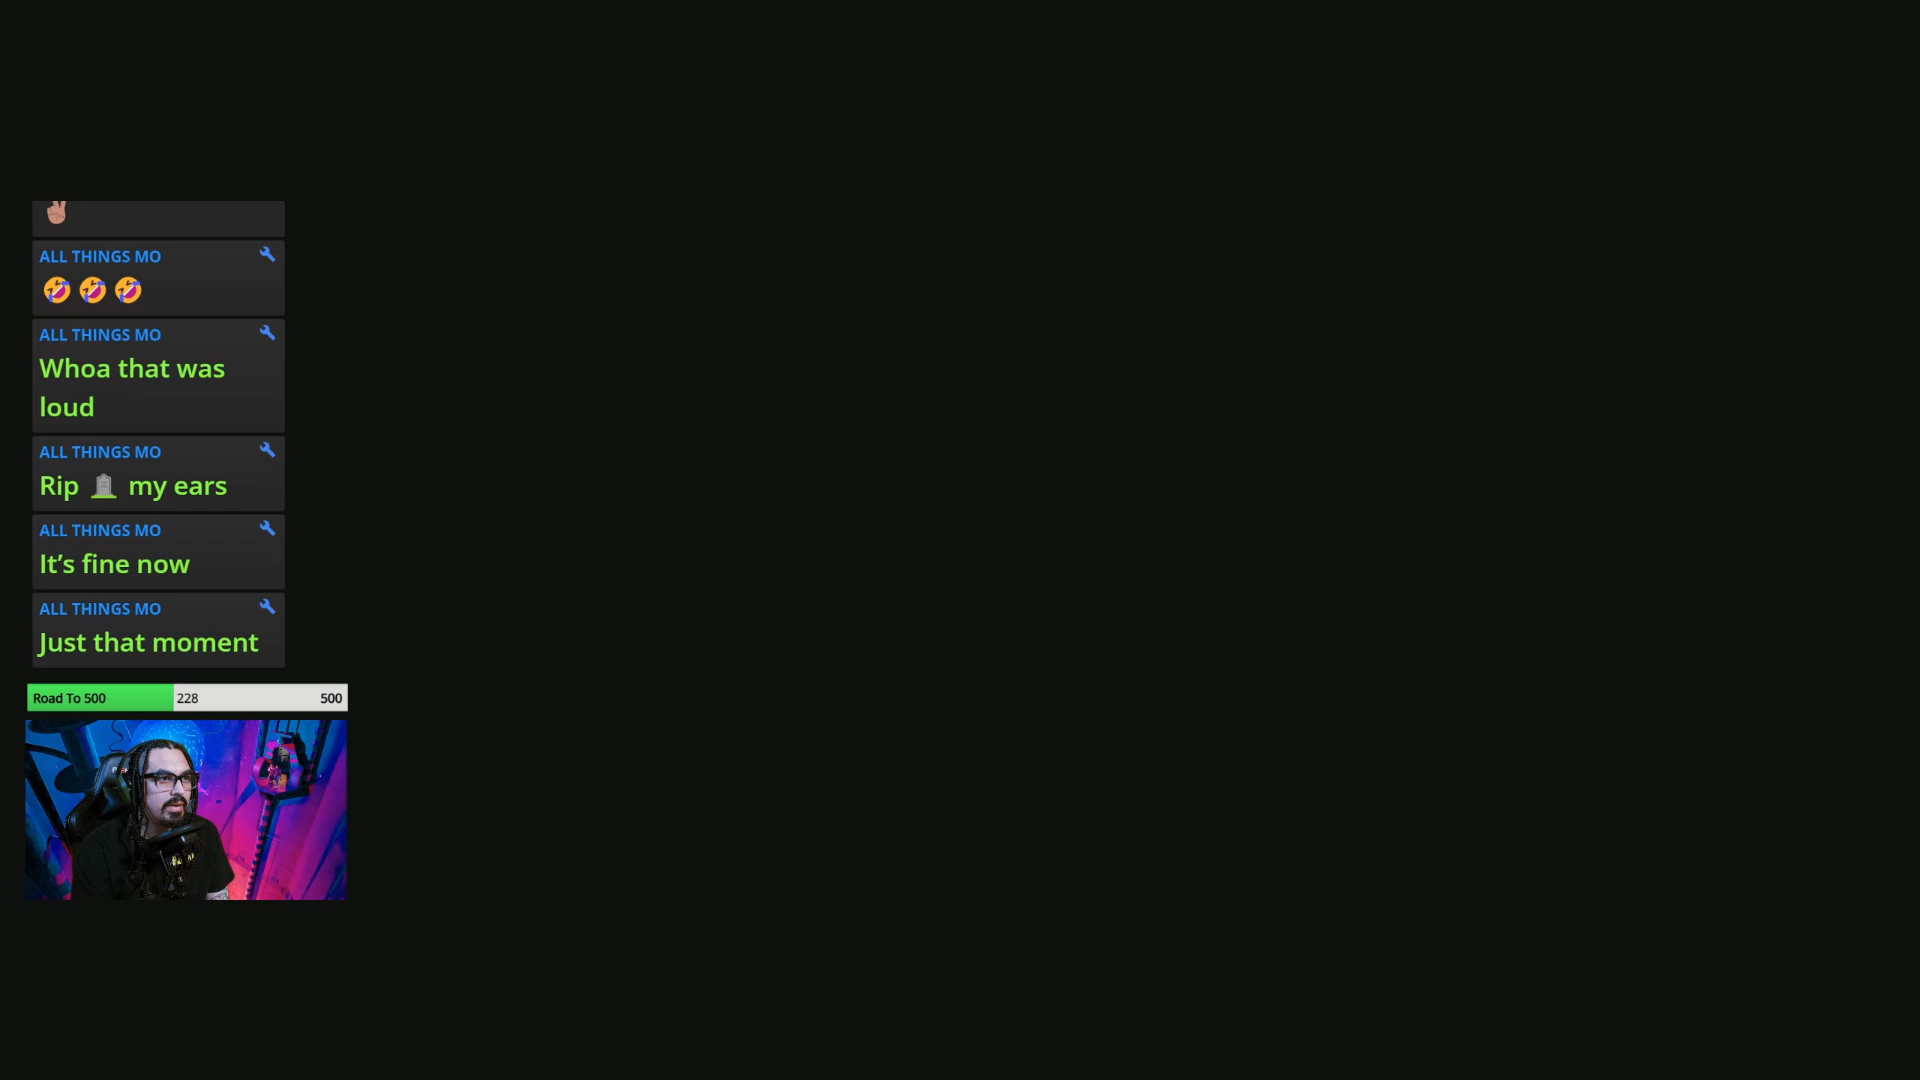 ALL THINGS MO
🤣🤣🤣
ALL THINGS MO
Whoa that was
loud
ALL THINGS MO
Rip 🪦 my ears
ALL THINGS MO
It’s fine now
ALL THINGS MO
Just that moment
Road To 500 228 500